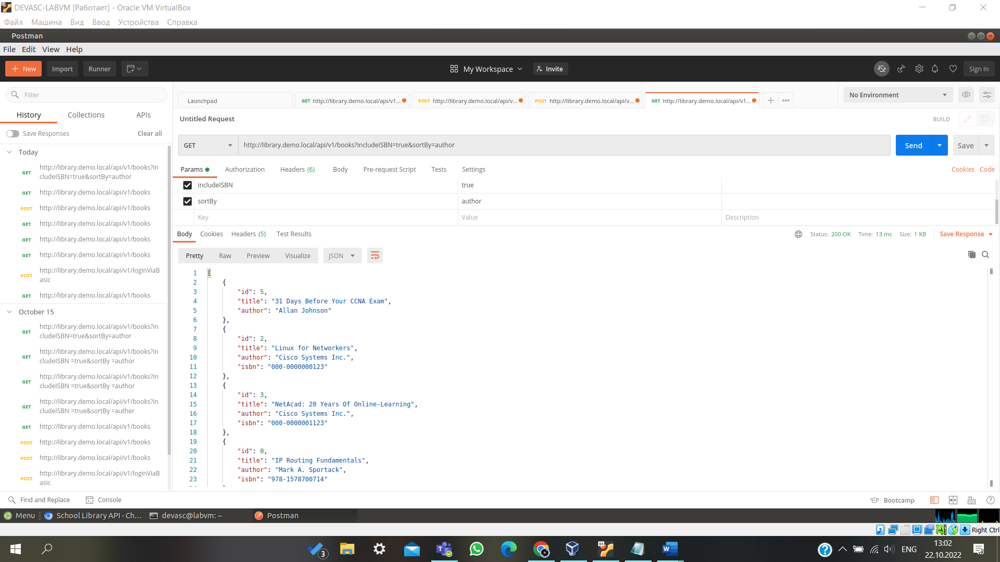 DEVASC-LABVM [Работает] - Oracle VM VirtualBox
Файл Машина Вид Ввод Устройства Справка
Postman
File Edit View Help
New Import Runner My Workspace Invite Sign In
Filter
History Collections APIs
Save Responses Clear all
Today
GET http://library.demo.local/api/v1/books?in
cludeISBN=true&sortBy=author
GET http://library.demo.local/api/v1/books
POST http://library.demo.local/api/v1/books
GET http://library.demo.local/api/v1/books
GET http://library.demo.local/api/v1/books
GET http://library.demo.local/api/v1/books
POST http://library.demo.local/api/v1/loginViaB
asic
GET http://library.demo.local/api/v1/books
October 15
GET http://library.demo.local/api/v1/books?in
cludeISBN=true&sortBy=author
GET http://library.demo.local/api/v1/books?in
cludeISBN =true&sortBy =author
GET http://library.demo.local/api/v1/books?in
cludeISBN =true&sortBy =author
GET http://library.demo.local/api/v1/books?in
cludeISBN =true&sortBy =auther
GET http://library.demo.local/api/v1/books
POST http://library.demo.local/api/v1/books
POST http://library.demo.local/api/v1/books
POST http://library.demo.local/api/v1/loginViaB
asic
Launchpad GET http://library.demo.local/api/v1... POST http://library.demo.local/api/v... POST http://library.demo.local/api/v... GET http://library.demo.local/api/v1... No Environment
Untitled Request BUILD
GET http://library.demo.local/api/v1/books?includeISBN=true&sortBy=author Send Save
Params Authorization Headers (6) Body Pre-request Script Tests Settings Cookies Code
includeISBN true
sortBy author
Key Value Description
Body Cookies Headers (5) Test Results Status: 200 OK Time: 13 ms Size: 1 KB Save Response
Pretty Raw Preview Visualize JSON
1 [
2 {
3 "id": 5,
4 "title": "31 Days Before Your CCNA Exam",
5 "author": "Allan Johnson"
6 },
7 {
8 "id": 2,
9 "title": "Linux for Networkers",
10 "author": "Cisco Systems Inc.",
11 "isbn": "000-0000000123"
12 },
13 {
14 "id": 3,
15 "title": "NetAcad: 20 Years Of Online-Learning",
16 "author": "Cisco Systems Inc.",
17 "isbn": "000-0000001123"
18 },
19 {
20 "id": 0,
21 "title": "IP Routing Fundamentals",
22 "author": "Mark A. Sportack",
23 "isbn": "978-1578700714"
Find and Replace Console Bootcamp
Menu School Library API - Ch... devasc@labvm: ~ Postman
Right Ctrl
3 ENG 13:02
22.10.2022